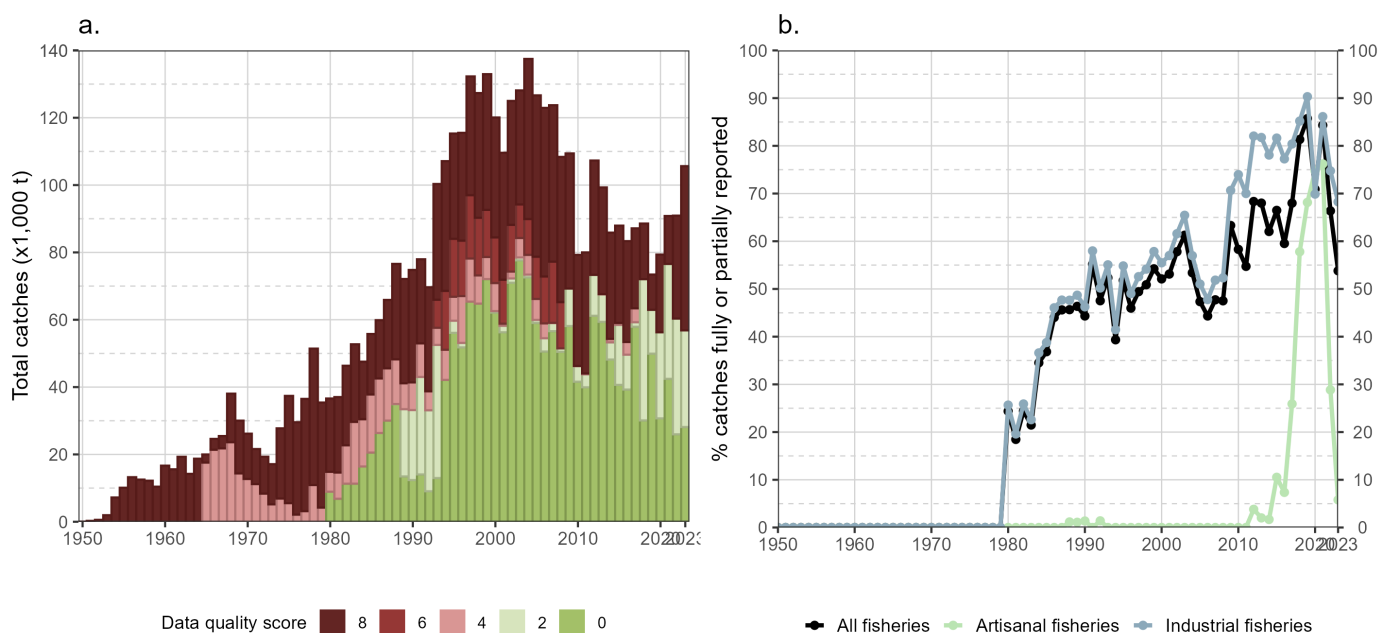 a.
Total catches (x1,000 t)
140
120
100
80
60
40
20
0
1950 1960 1970 1980 1990 2000 2010 2020
Data quality score 8 6 4 2 0
b.
% catches fully or partially reported
100 100
90 90
80 80
70 70
60 60
50 50
40 40
30 30
20 20
10 10
0 0
1950 1960 1970 1980 1990 2000 2010 2020 2023
All fisheries Artisanal fisheries Industrial fisheries